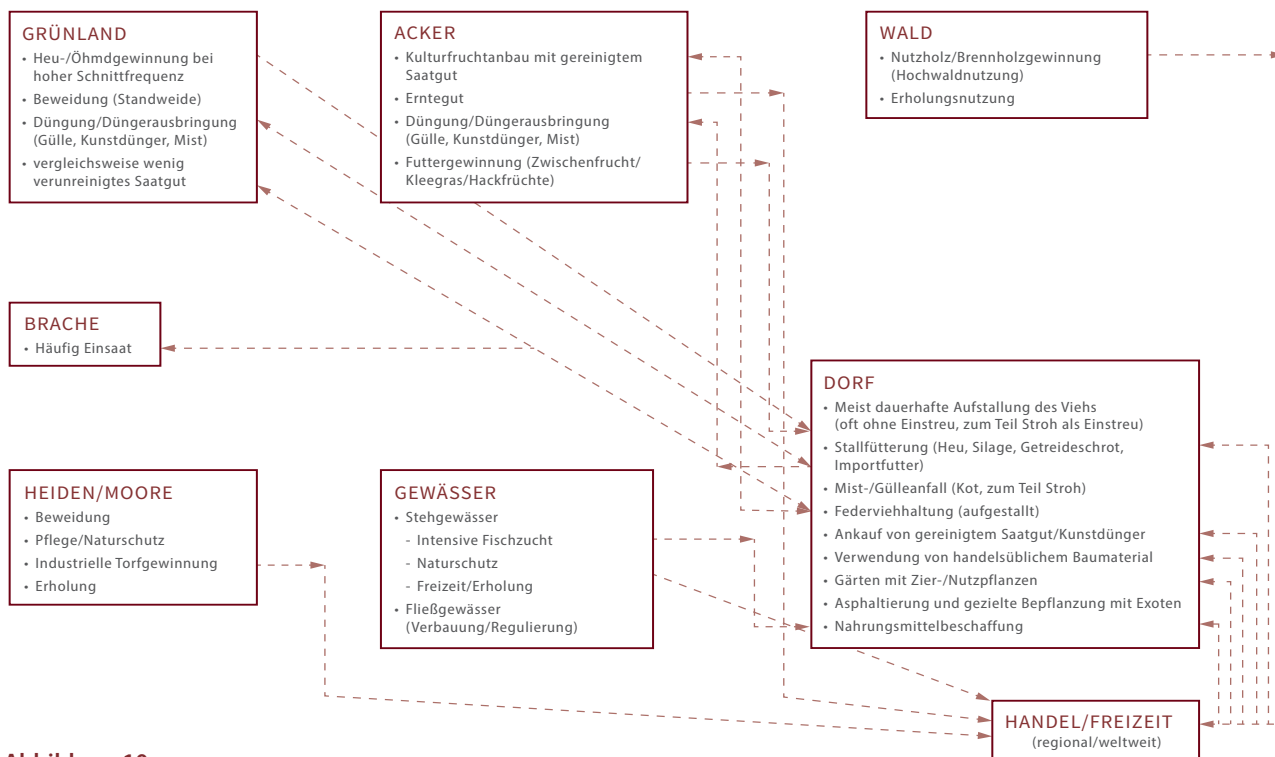 GRÜNLAND
• Heu-/Öhmdgewinnung bei
hoher Schnittfrequenz
• Beweidung (Standweide)
• Düngung/Düngerausbringung
(Gülle, Kunstdünger, Mist)
• vergleichsweise wenig
verunreinigtes Saatgut
ACKER
• Kulturfruchtanbau mit gereinigtem
Saatgut
• Erntegut
• Düngung/Düngerausbringung
(Gülle, Kunstdünger, Mist)
• Futtergewinnung (Zwischenfrucht/
Kleegras/Hackfrüchte)
WALD
• Nutzholz/Brennholzgewinnung
(Hochwaldnutzung)
• Erholungsnutzung
BRACHE
• Häufig Einsaat
DORF
• Meist dauerhafte Aufstallung des Viehs
(oft ohne Einstreu, zum Teil Stroh als Einstreu)
• Stallfütterung (Heu, Silage, Getreideschrot,
Importfutter)
• Mist-/Gülleanfall (Kot, zum Teil Stroh)
• Federviehhaltung (aufgestallt)
• Ankauf von gereinigtem Saatgut/Kunstdünger
• Verwendung von handelsüblichem Baumaterial
• Gärten mit Zier-/Nutzpflanzen
• Asphaltierung und gezielte Bepflanzung mit Exoten
• Nahrungsmittelbeschaffung
HEIDEN/MOORE
• Beweidung
• Pflege/Naturschutz
• Industrielle Torfgewinnung
• Erholung
GEWÄSSER
• Stehgewässer
- Intensive Fischzucht
- Naturschutz
- Freizeit/Erholung
• Fließgewässer
(Verbauung/Regulierung)
HANDEL/FREIZEIT
(regional/weltweit)